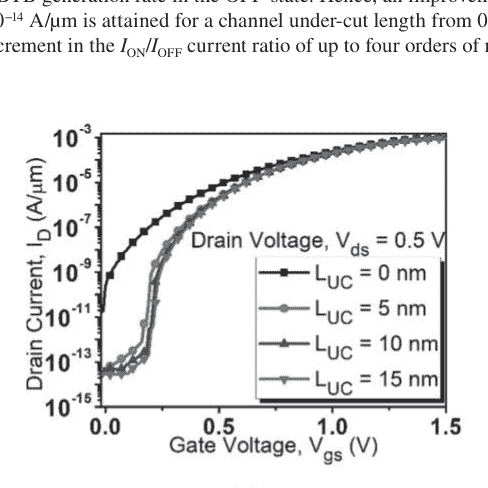 generation rate in the OFF state. Hence, an
0⁻¹⁴ A/µm is attained for a channel under-cut length from 0
crement in the I_ON/I_OFF current ratio of up to four orders of
10⁻³
10⁻⁵
10⁻⁷
10⁻⁹
10⁻¹¹
10⁻¹³
10⁻¹⁵
Drain Current, I_D (A/µm)
Drain Voltage, V_ds = 0.5 V
L_UC = 0 nm
L_UC = 5 nm
L_UC = 10 nm
L_UC = 15 nm
0.0 0.5 1.0 1.5
Gate Voltage, V_gs (V)